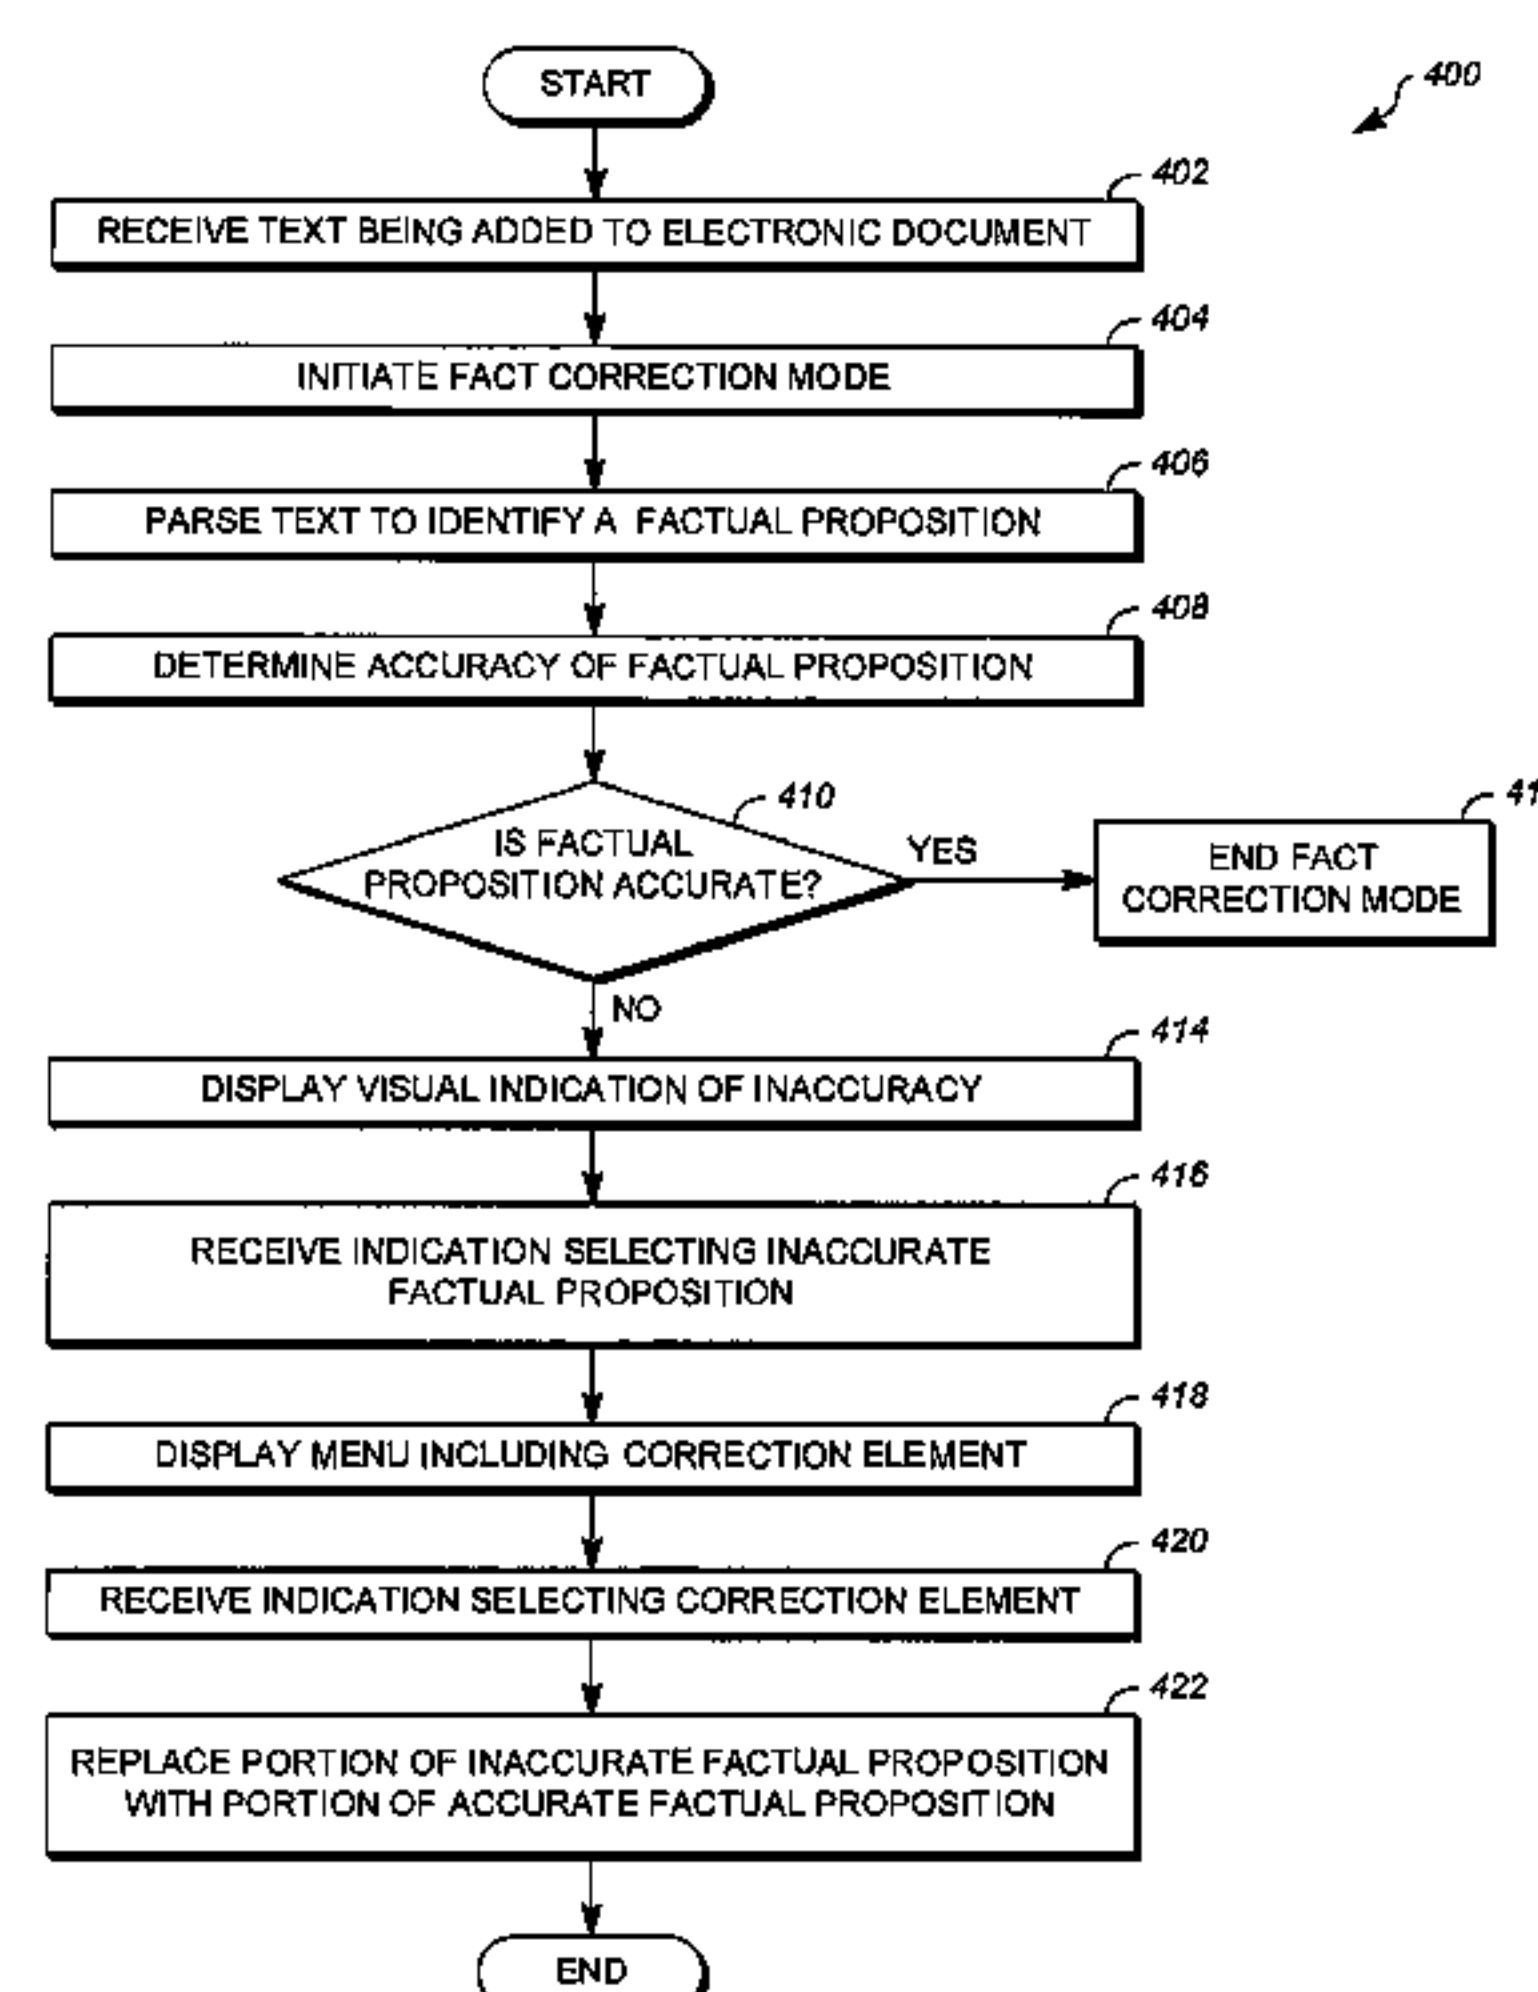 START
400
402
RECEIVE TEXT BEING ADDED TO ELECTRONIC DOCUMENT
404
INITIATE FACT CORRECTION MODE
406
PARSE TEXT TO IDENTIFY A FACTUAL PROPOSITION
408
DETERMINE ACCURACY OF FACTUAL PROPOSITION
410
IS FACTUAL
PROPOSITION ACCURATE?
YES
END FACT
CORRECTION MODE
NO
414
DISPLAY VISUAL INDICATION OF INACCURACY
416
RECEIVE INDICATION SELECTING INACCURATE
FACTUAL PROPOSITION
418
DISPLAY MENU INCLUDING CORRECTION ELEMENT
420
RECEIVE INDICATION SELECTING CORRECTION ELEMENT
422
REPLACE PORTION OF INACCURATE FACTUAL PROPOSITION
WITH PORTION OF ACCURATE FACTUAL PROPOSITION
END